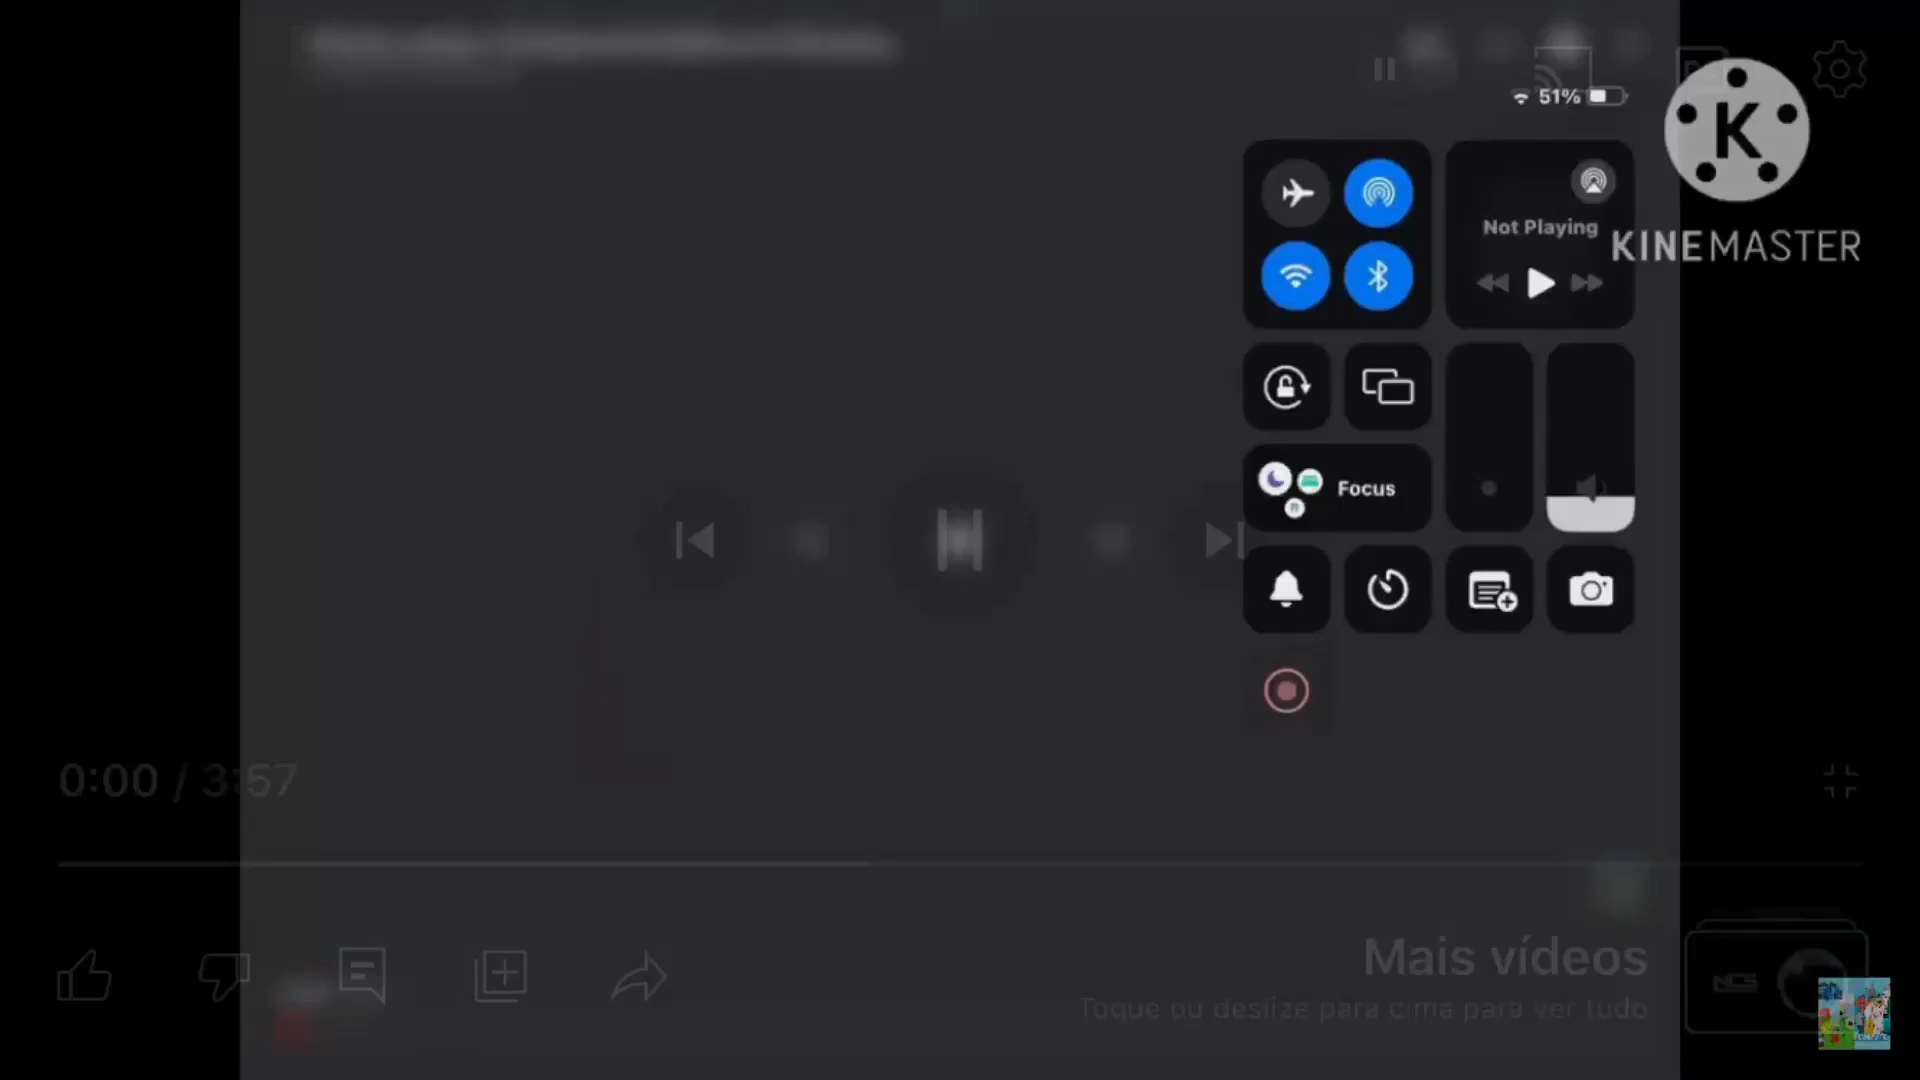 51%
KINEMASTER
Not Playing
Focus
0:00 / 3:57
Mais vídeos
Toque ou deslize para cima para ver tudo
NCS